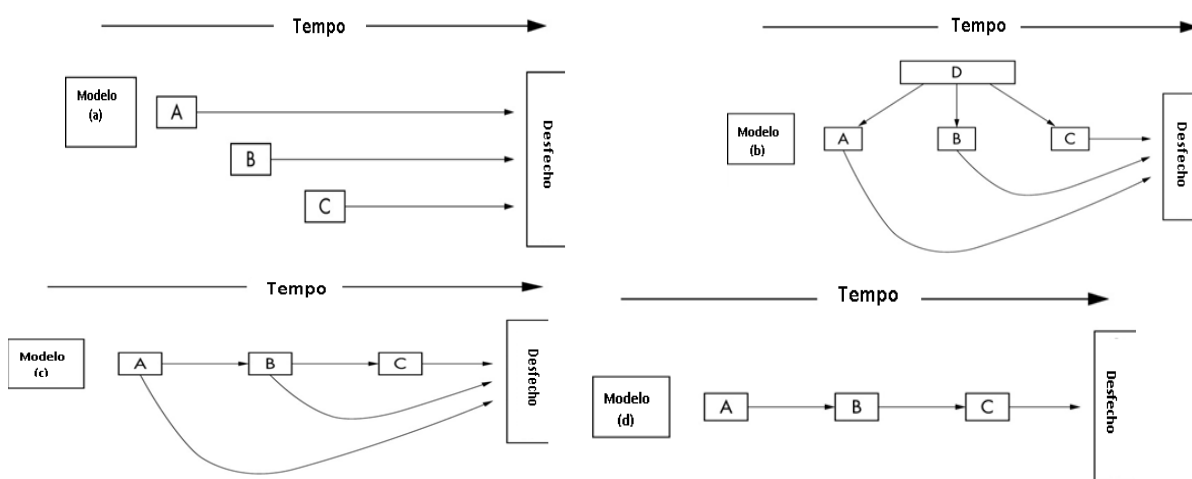 Tempo
Modelo
(a)
A
B
C
Desfecho
Tempo
D
Modelo
(b)
A
B
C
Desfecho
Tempo
Modelo
(c)
A
B
C
Desfecho
Tempo
Modelo
(d)
A
B
C
Desfecho